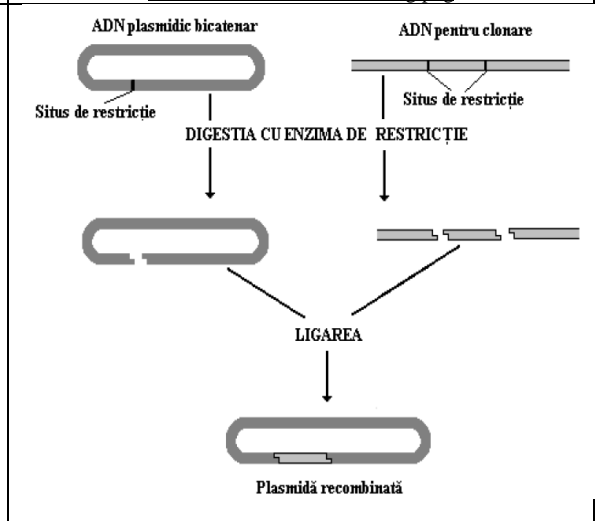 ADN plasmidic bicatenar
ADN pentru clonare
Situs de restricție
Situs de restricție
DIGESTIA CU ENZIMA DE RESTRICȚIE
LIGAREA
Plasmidă recombinată